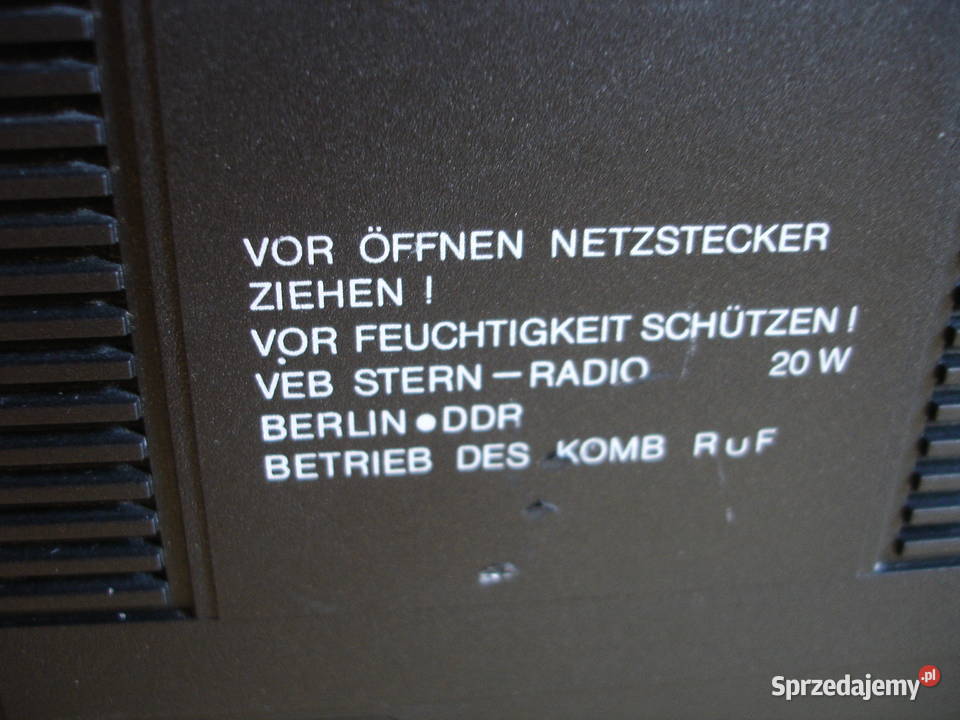 VOR ÖFFNEN NETZSTECKER
ZIEHEN !
VOR FEUCHTIGKEIT SCHÜTZEN !
VEB STERN – RADIO 20 W
BERLIN ● DDR
BETRIEB DES KOMB RuF
Sprzedajemy.pl